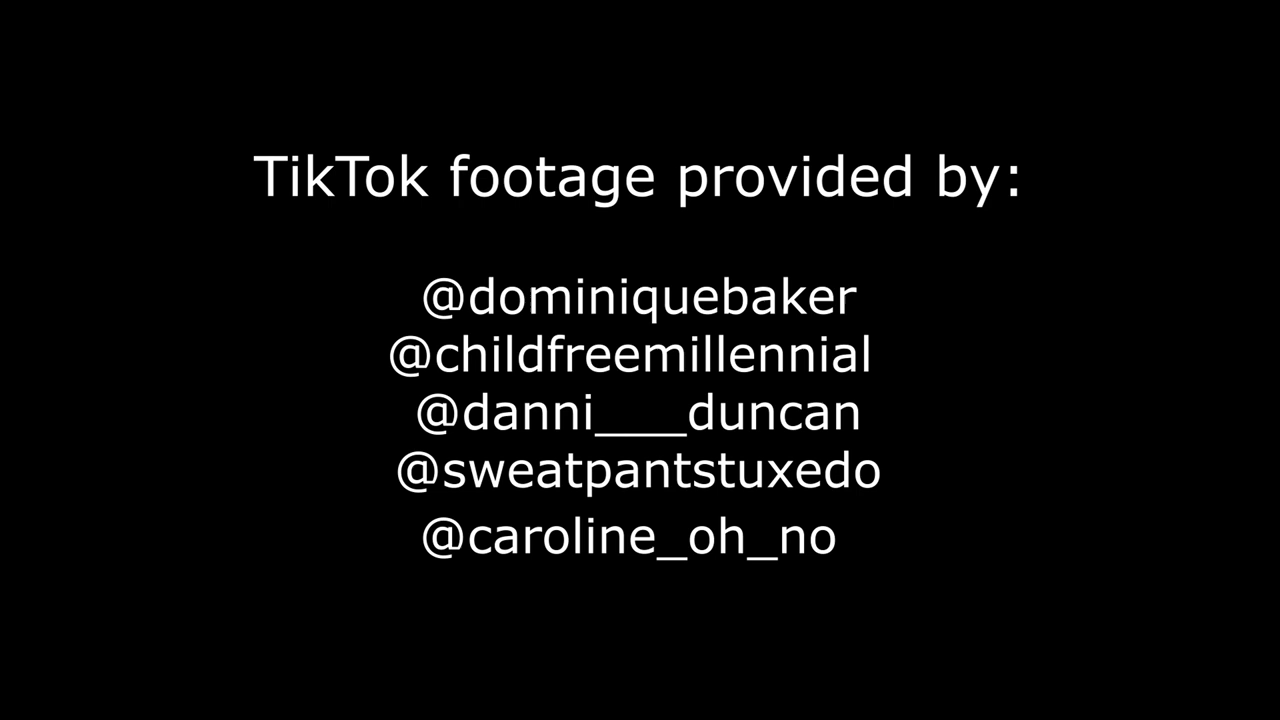 TikTok footage provided by:
@dominiquebaker
@childfreemillennial
@danni___duncan
@sweatpantstuxedo
@caroline_oh_no